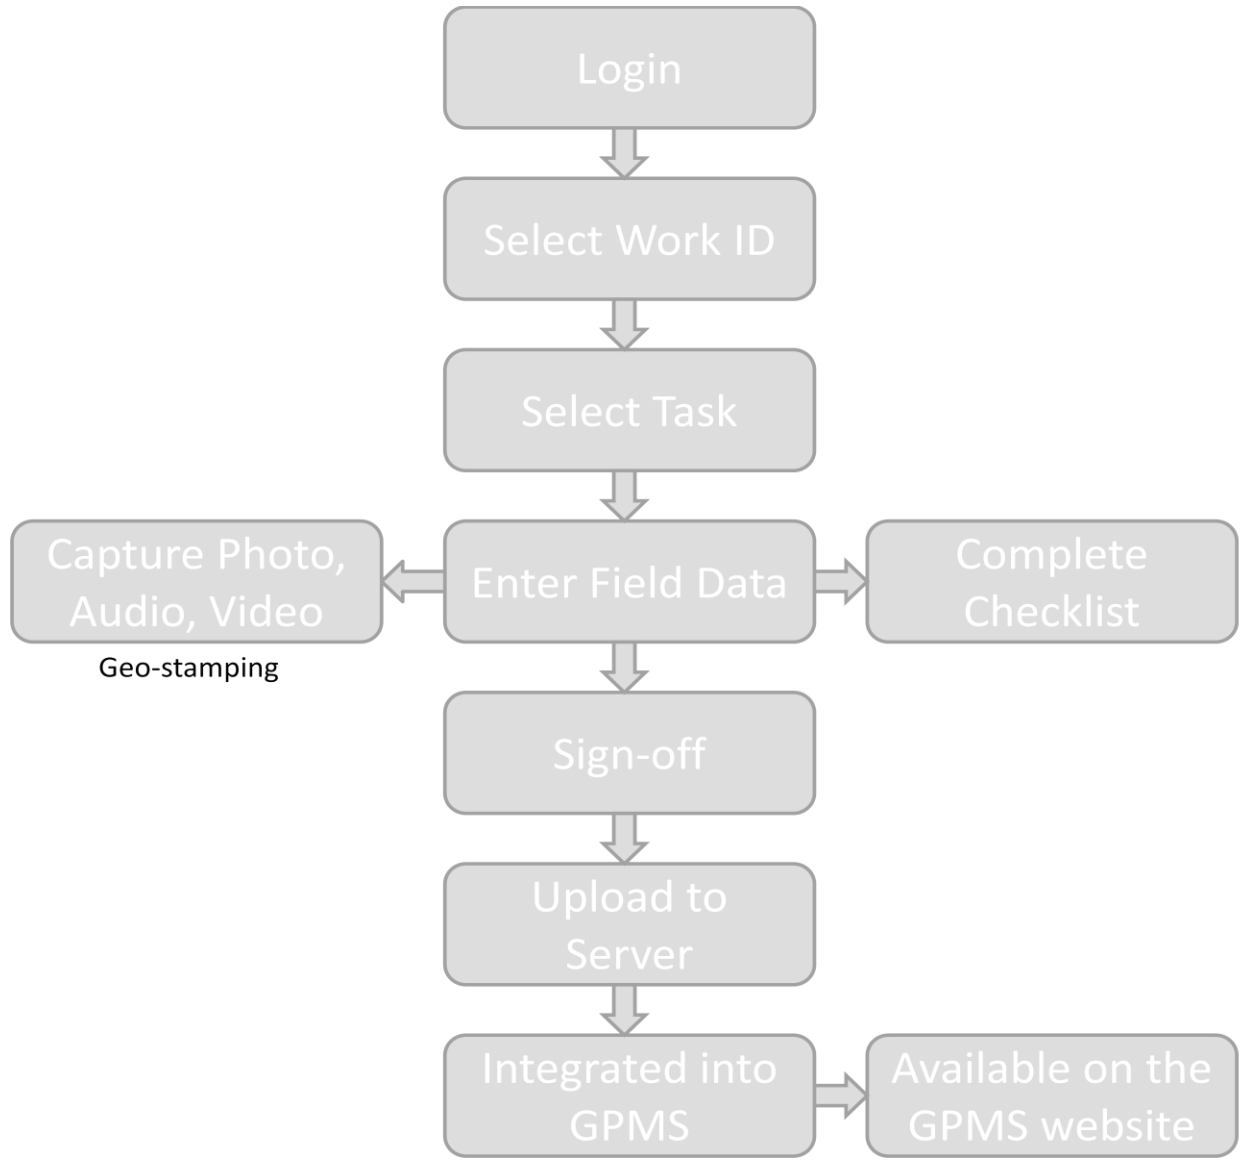 Login
Select Work ID
Select Task
Capture Photo,
Audio, Video
Geo-stamping
Enter Field Data
Complete
Checklist
Sign-off
Upload to
Server
Integrated into
GPMS
Available on the
GPMS website